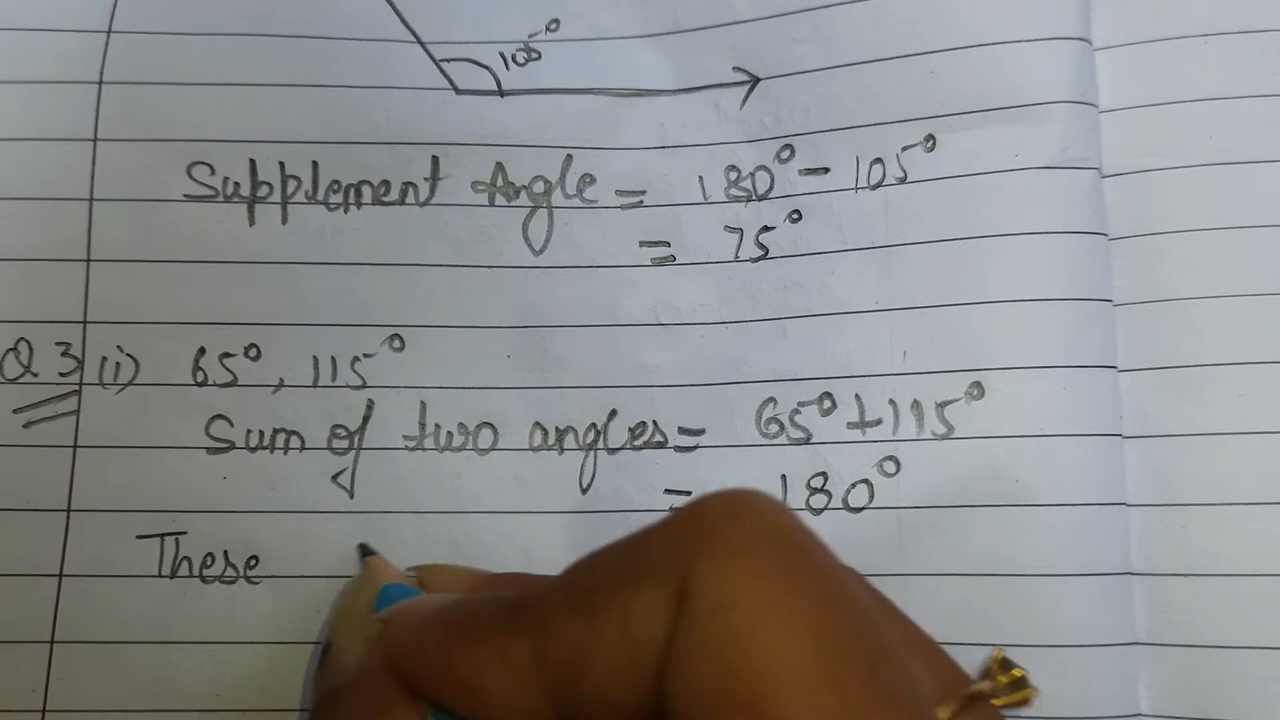 105°
Supplement Angle = 180° - 105°
= 75°
Q3 (i) 65°, 115°
Sum of two angles = 65° + 115°
= 180°
These